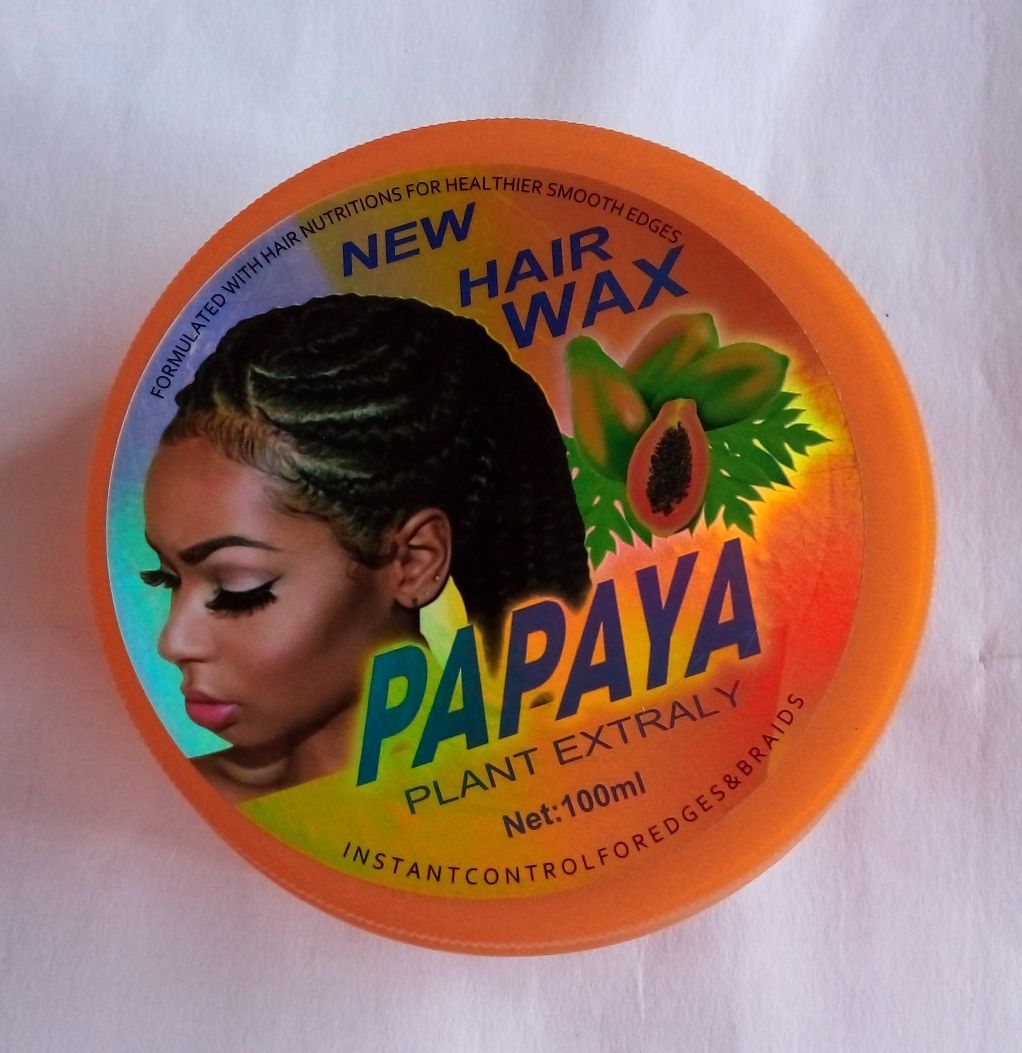 FORMULATED WITH HAIR NUTRITIONS FOR HEALTHIER SMOOTH EDGES
NEW
HAIR
WAX
PAPAYA
PLANT EXTRALY
Net:100ml
INSTANTCONTROLFOREDGES&BRAIDS